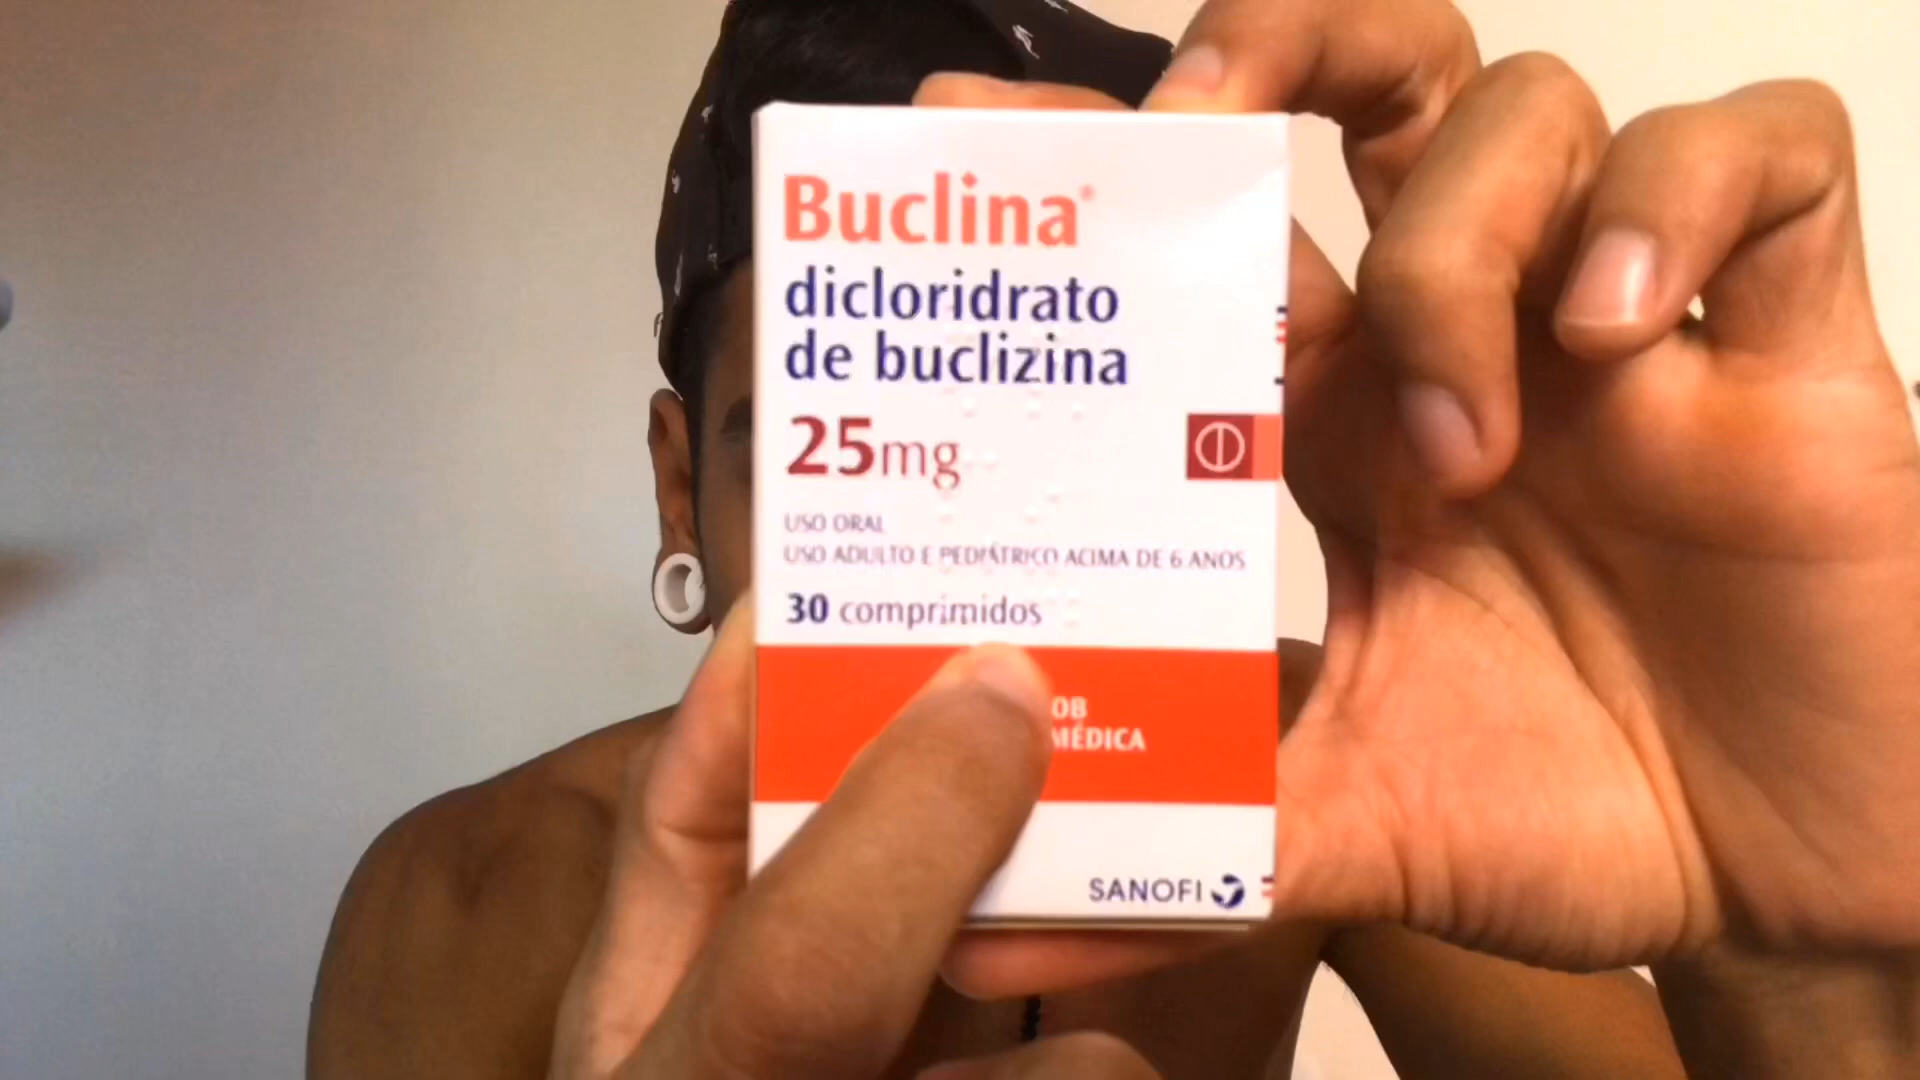 Buclina®
dicloridrato
de buclizina
25mg
USO ORAL
USO ADULTO E PEDIÁTRICO ACIMA DE 6 ANOS
30 comprimidos
OB
MÉDICA
SANOFI